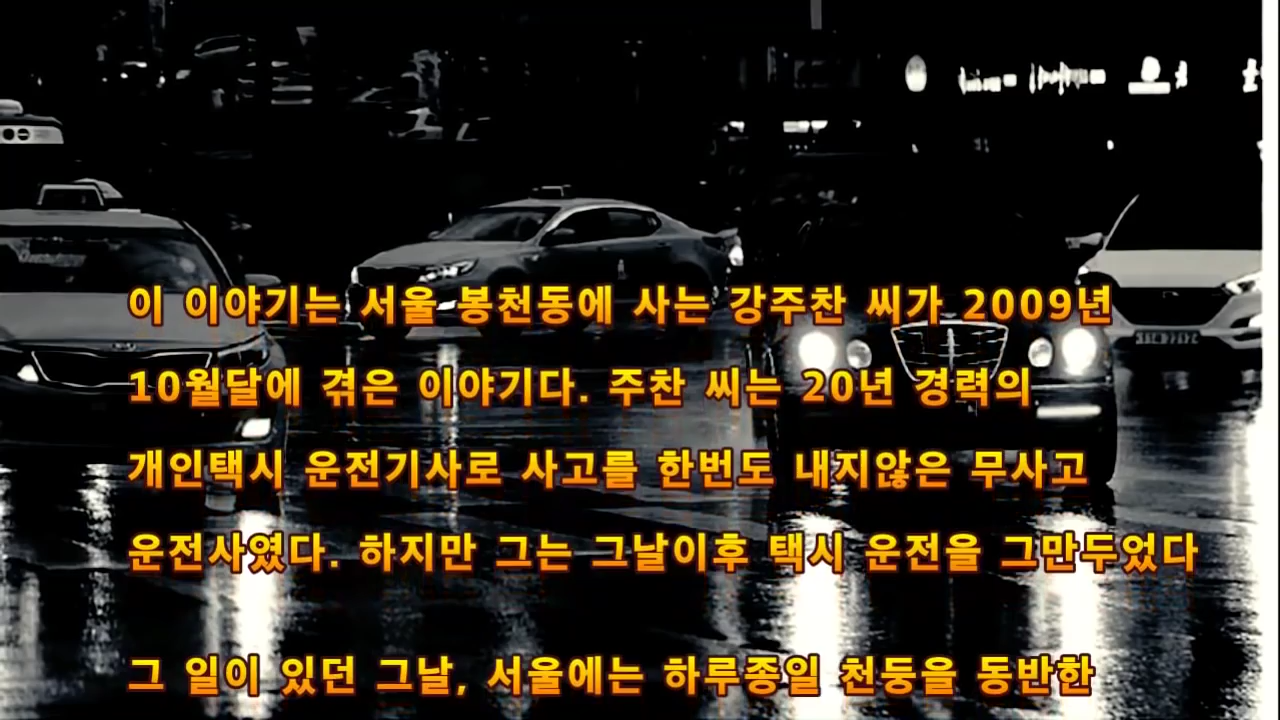 이 이야기는 서울 봉천동에 사는 강주찬 씨가 2009년
10월달에 겪은 이야기다. 주찬 씨는 20년 경력의
개인택시 운전기사로 사고를 한번도 내지않은 무사고
운전사였다. 하지만 그는 그날이후 택시 운전을 그만두었다
그 일이 있던 그날, 서울에는 하루종일 천둥을 동반한